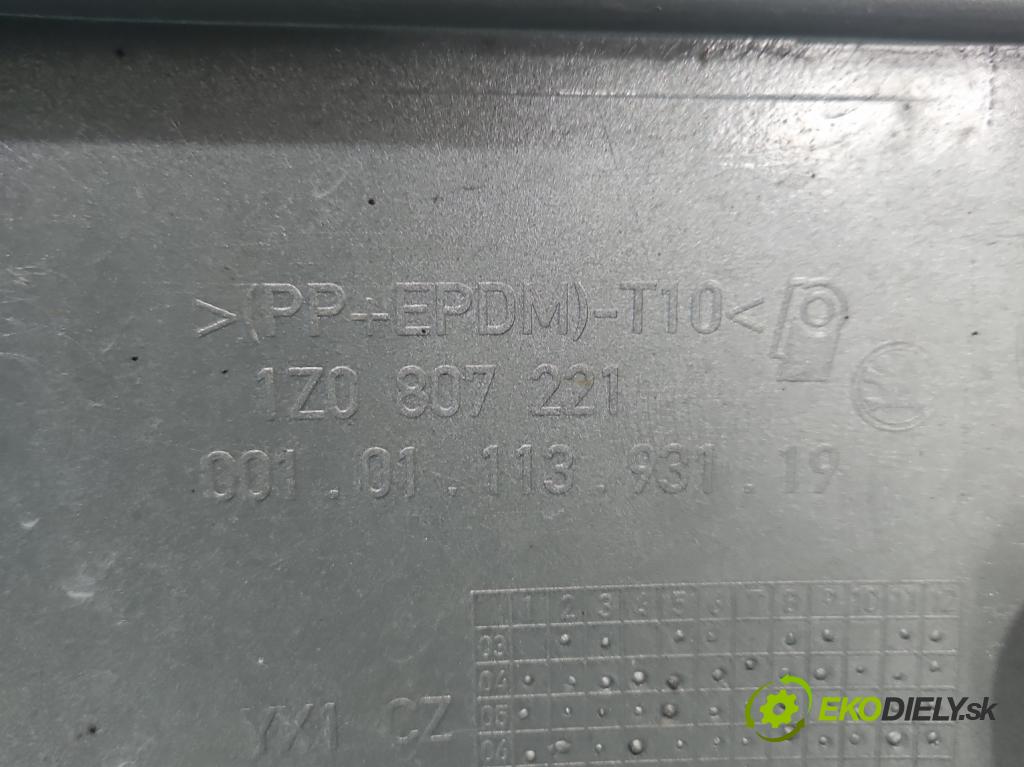 >(PP+EPDM)-T10<
1Z0 807 221
001.01.113.931.19
1 2 3 4 5 6 7 8 9 10 11 12
03
04
05
06
YX1 CZ
EKODIELY.sk